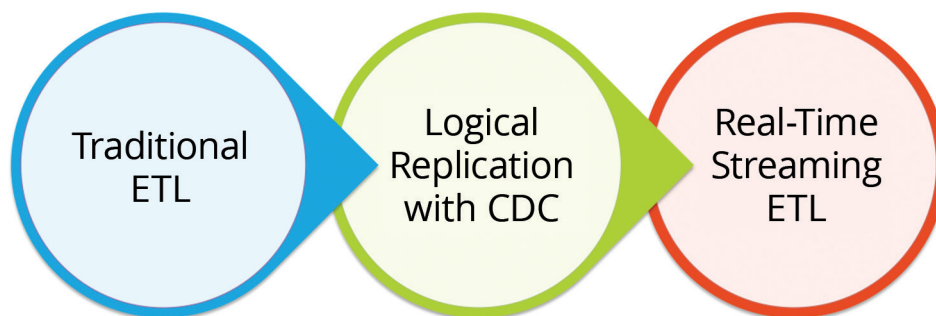 Traditional
ETL
Logical
Replication
with CDC
Real-Time
Streaming
ETL